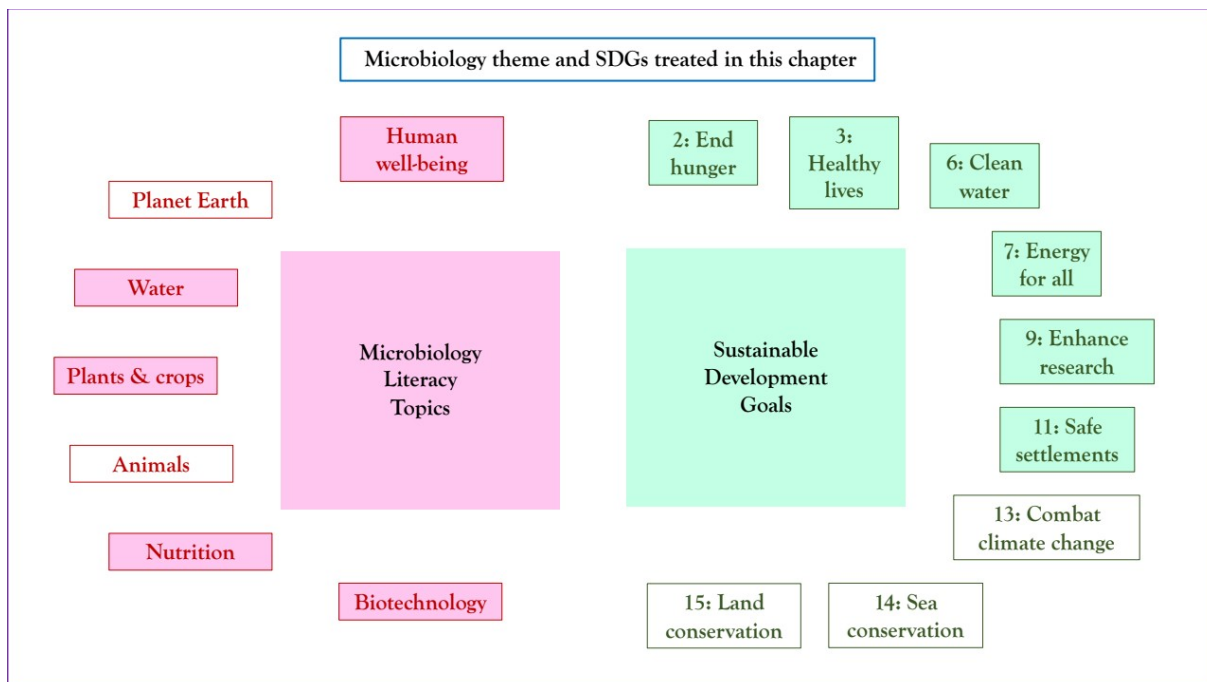 Microbiology theme and SDGs treated in this chapter
Human
well-being
Planet Earth
Water
Plants & crops
Animals
Nutrition
Biotechnology
Microbiology
Literacy
Topics
Sustainable
Development
Goals
2: End
hunger
3:
Healthy
lives
6: Clean
water
7: Energy
for all
9: Enhance
research
11: Safe
settlements
13: Combat
climate change
14: Sea
conservation
15: Land
conservation